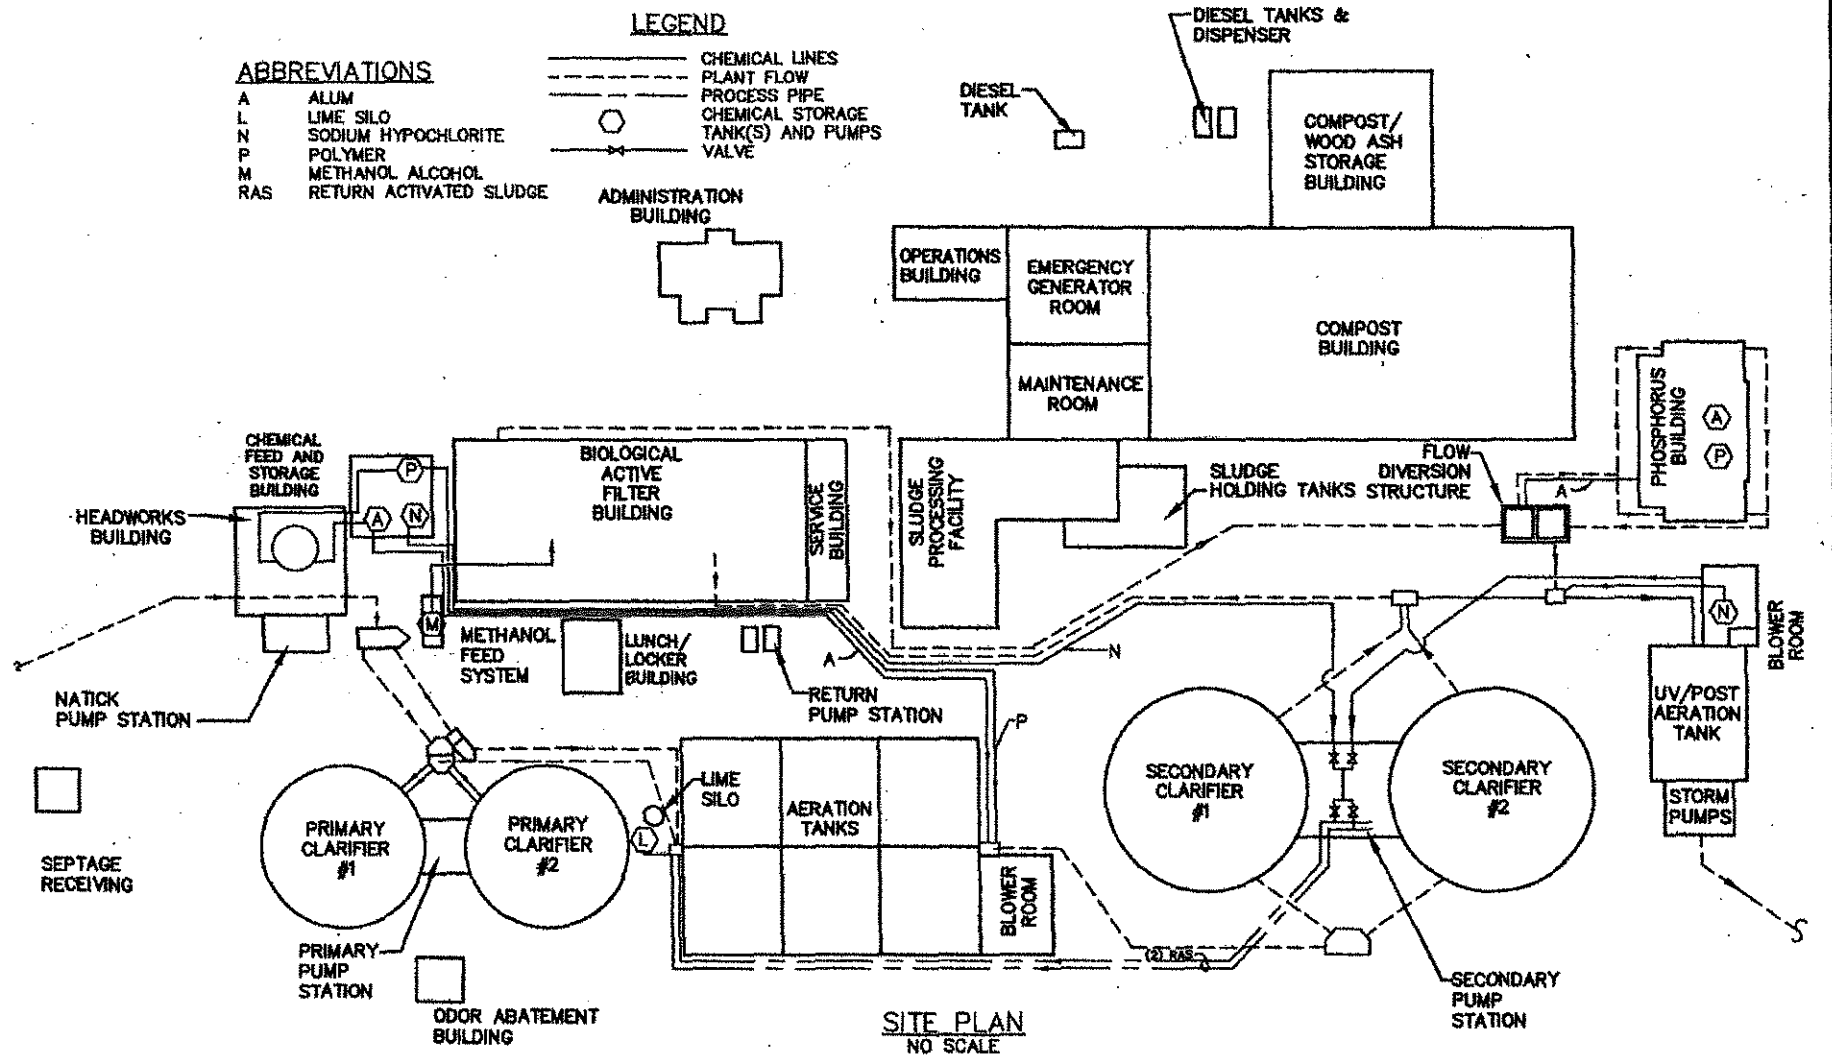 LEGEND
CHEMICAL LINES
PLANT FLOW
PROCESS PIPE
CHEMICAL STORAGE
TANK(S) AND PUMPS
VALVE
ABBREVIATIONS
A ALUM
L LIME SILO
N SODIUM HYPOCHLORITE
P POLYMER
M METHANOL ALCOHOL
RAS RETURN ACTIVATED SLUDGE
DIESEL TANKS &
DISPENSER
DIESEL
TANK
COMPOST/
WOOD ASH
STORAGE
BUILDING
ADMINISTRATION
BUILDING
OPERATIONS
BUILDING
EMERGENCY
GENERATOR
ROOM
COMPOST
BUILDING
MAINTENANCE
ROOM
PHOSPHORUS
BUILDING
A
P
CHEMICAL
FEED AND
STORAGE
BUILDING
P
A
N
HEADWORKS
BUILDING
BIOLOGICAL
ACTIVE
FILTER
BUILDING
SERVICE
BUILDING
SLUDGE
PROCESSING
FACILITY
SLUDGE
HOLDING TANKS
FLOW
DIVERSION
STRUCTURE
A
M
METHANOL
FEED
SYSTEM
LUNCH/
LOCKER
BUILDING
A
N
N
BLOWER
ROOM
NATICK
PUMP STATION
RETURN
PUMP STATION
P
UV/POST
AERATION
TANK
STORM
PUMPS
LIME
SILO
L
AERATION
TANKS
SECONDARY
CLARIFIER
#1
SECONDARY
CLARIFIER
#2
PRIMARY
CLARIFIER
#1
PRIMARY
CLARIFIER
#2
SEPTAGE
RECEIVING
BLOWER
ROOM
(2) RAS
PRIMARY
PUMP
STATION
SECONDARY
PUMP
STATION
ODOR ABATEMENT
BUILDING
SITE PLAN
NO SCALE